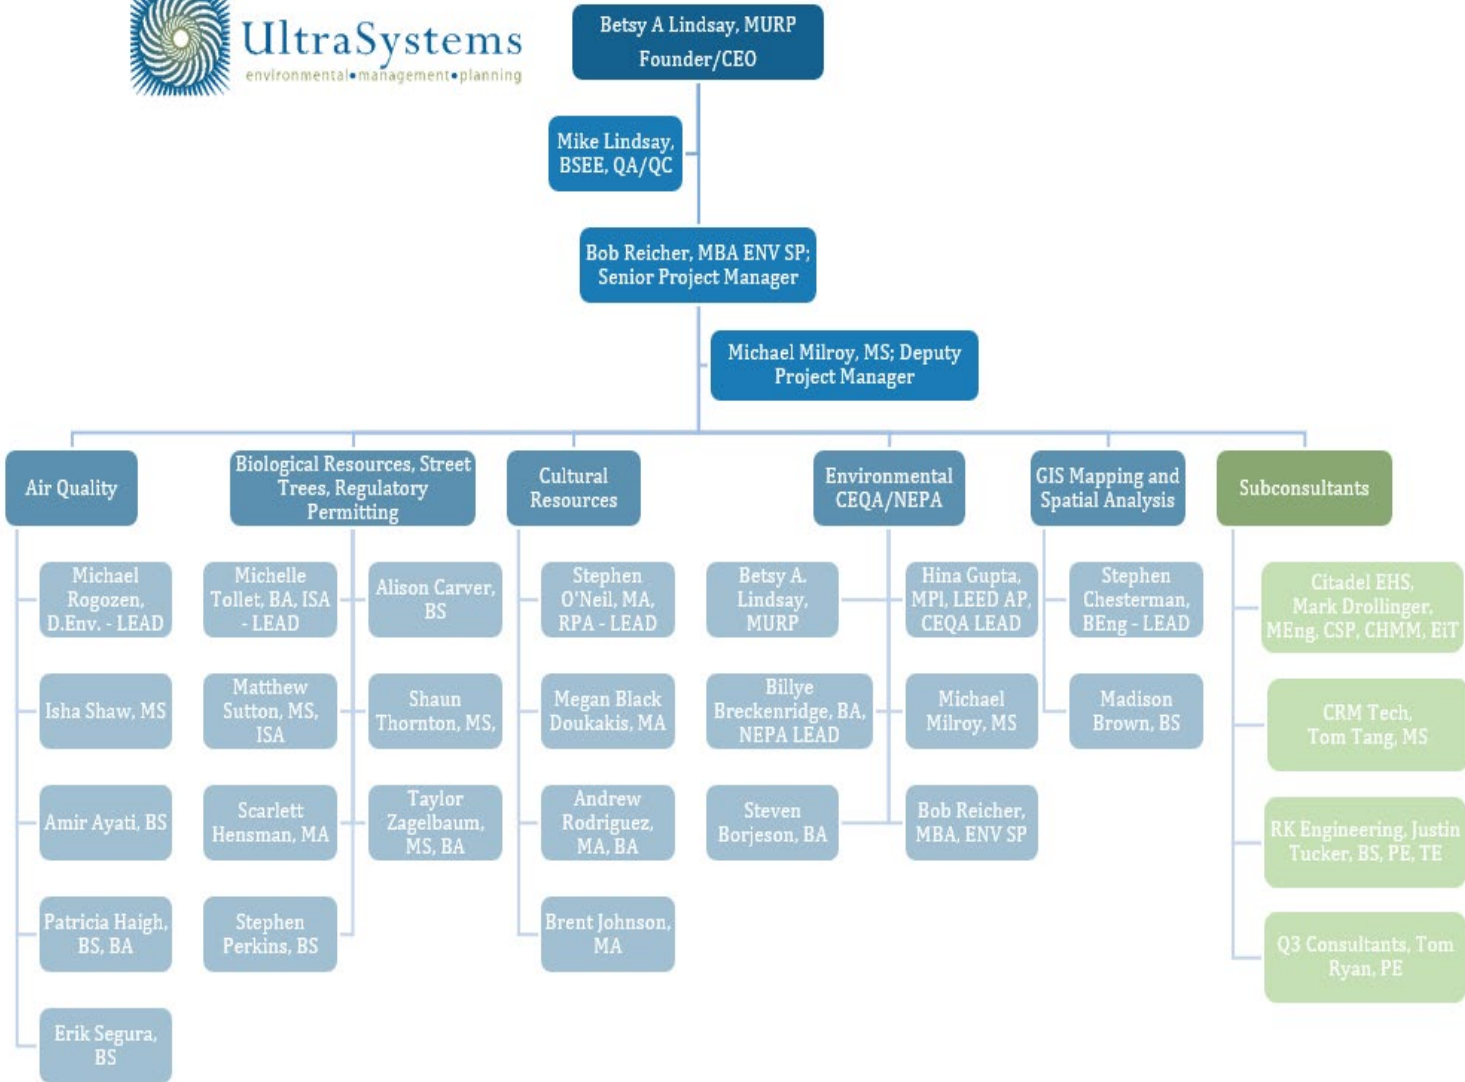 UltraSystems
environmental•management•planning
Betsy A Lindsay, MURP
Founder/CEO
Mike Lindsay,
BSEE, QA/QC
Bob Reicher, MBA ENV SP;
Senior Project Manager
Michael Milroy, MS; Deputy
Project Manager
Air Quality
Michael
Rogozen,
D.Env. - LEAD
Isha Shaw, MS
Amir Ayati, BS
Patricia Haigh,
BS, BA
Erik Segura,
BS
Biological Resources, Street
Trees, Regulatory
Permitting
Michelle
Tollet, BA, ISA
- LEAD
Alison Carver,
BS
Matthew
Sutton, MS,
ISA
Shaun
Thornton, MS,
Scarlett
Hensman, MA
Taylor
Zagelbaum,
MS, BA
Stephen
Perkins, BS
Cultural
Resources
Stephen
O'Neil, MA,
RPA - LEAD
Megan Black
Doukakis, MA
Andrew
Rodriguez,
MA, BA
Brent Johnson,
MA
Environmental
CEQA/NEPA
Betsy A.
Lindsay,
MURP
Hina Gupta,
MPl, LEED AP,
CEQA LEAD
Billye
Breckenridge, BA,
NEPA LEAD
Michael
Milroy, MS
Steven
Borjeson, BA
Bob Reicher,
MBA, ENV SP
GIS Mapping and
Spatial Analysis
Stephen
Chesterman,
BEng - LEAD
Madison
Brown, BS
Subconsultants
Citadel EHS,
Mark Drollinger,
MEng, CSP, CHMM, EiT
CRM Tech,
Tom Tang, MS
RK Engineering. Justin
Tucker, BS, PE, TE
Q3 Consultants, Tom
Ryan, PE